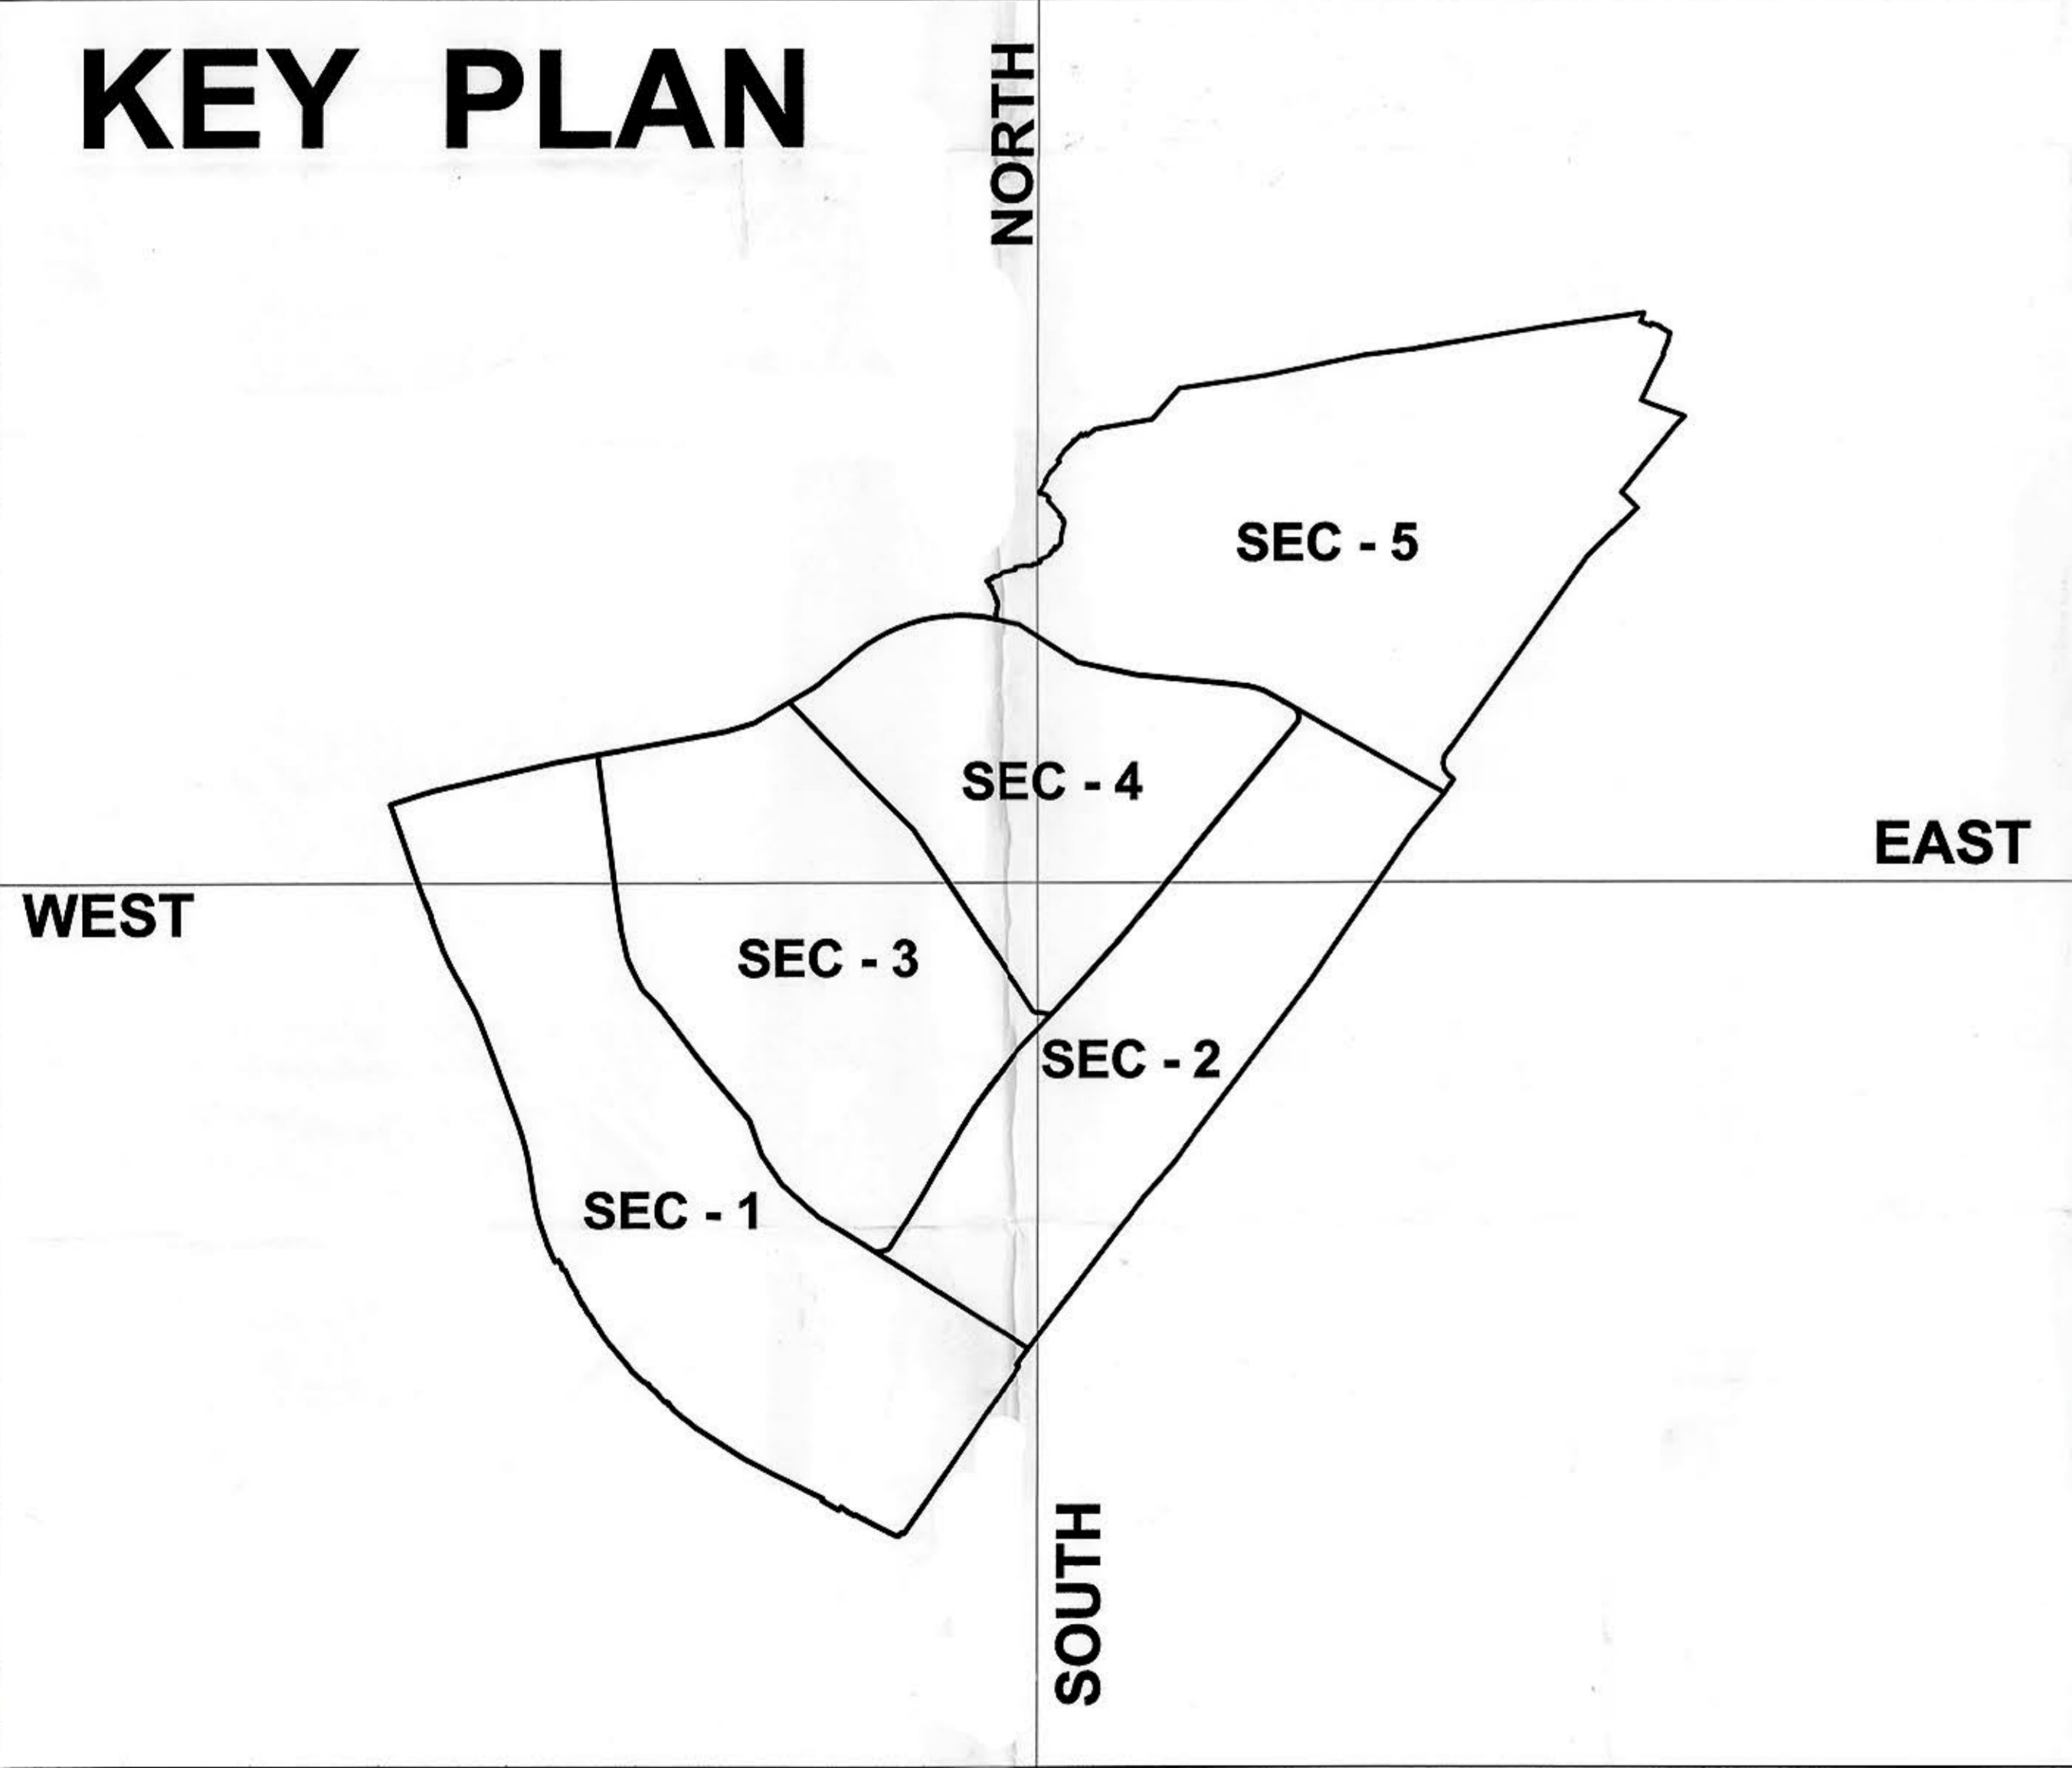 KEY PLAN
NORTH
SEC - 5
SEC - 4
EAST
WEST
SEC - 3
SEC - 2
SEC - 1
SOUTH